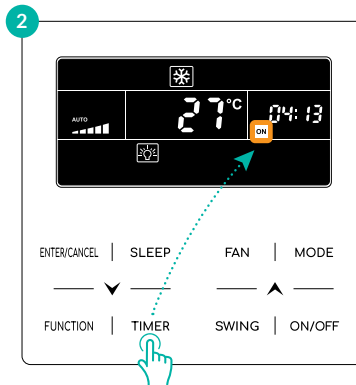 2
27°C
04:13
AUTO
ON
ENTER/CANCEL SLEEP FAN MODE
FUNCTION TIMER SWING ON/OFF